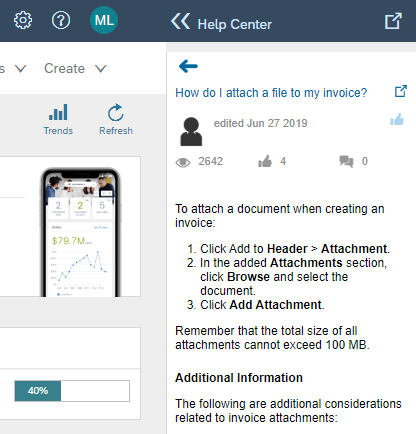 ML
Help Center
s
Create
Trends
Refresh
2
2
5
$79.7M
40%
How do I attach a file to my invoice?
edited Jun 27 2019
2642
4
0
To attach a document when creating an
invoice:
1. Click Add to Header > Attachment.
2. In the added Attachments section,
click Browse and select the
document.
3. Click Add Attachment.
Remember that the total size of all
attachments cannot exceed 100 MB.
Additional Information
The following are additional considerations
related to invoice attachments: